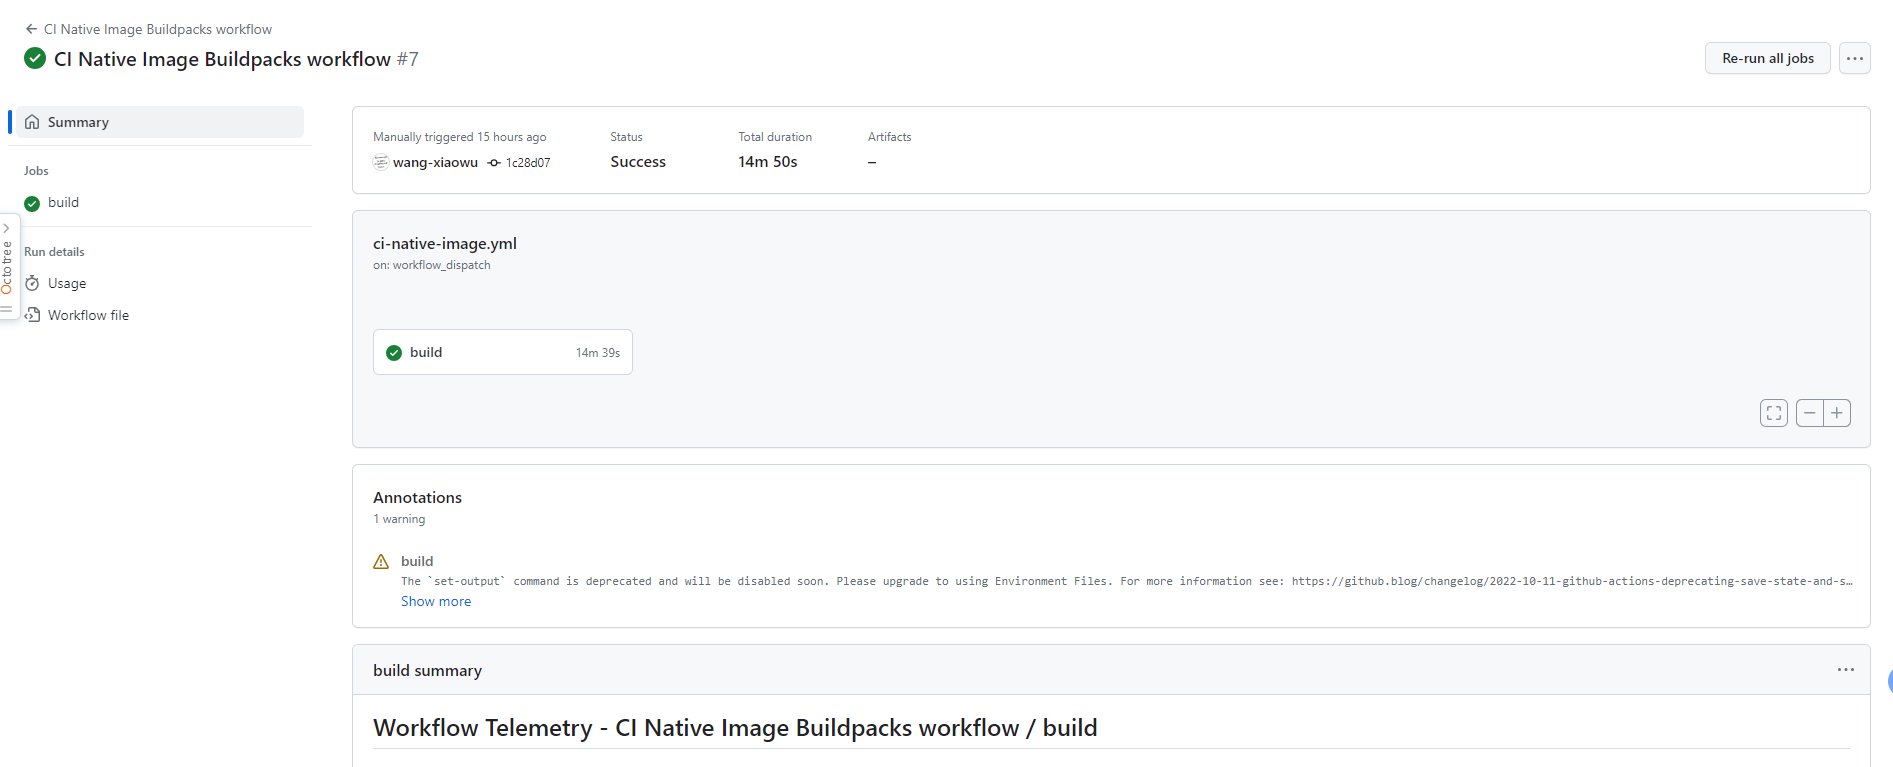 CI Native Image Buildpacks workflow
CI Native Image Buildpacks workflow #7
Re-run all jobs
Summary
Jobs
build
Run details
Usage
Workflow file
Octotree
Manually triggered 15 hours ago
wang-xiaowu 1c28d07
Status
Success
Total duration
14m 50s
Artifacts
–
ci-native-image.yml
on: workflow_dispatch
build 14m 39s
Annotations
1 warning
build
The `set-output` command is deprecated and will be disabled soon. Please upgrade to using Environment Files. For more information see: https://github.blog/changelog/2022-10-11-github-actions-deprecating-save-state-and-s…
Show more
build summary
Workflow Telemetry - CI Native Image Buildpacks workflow / build